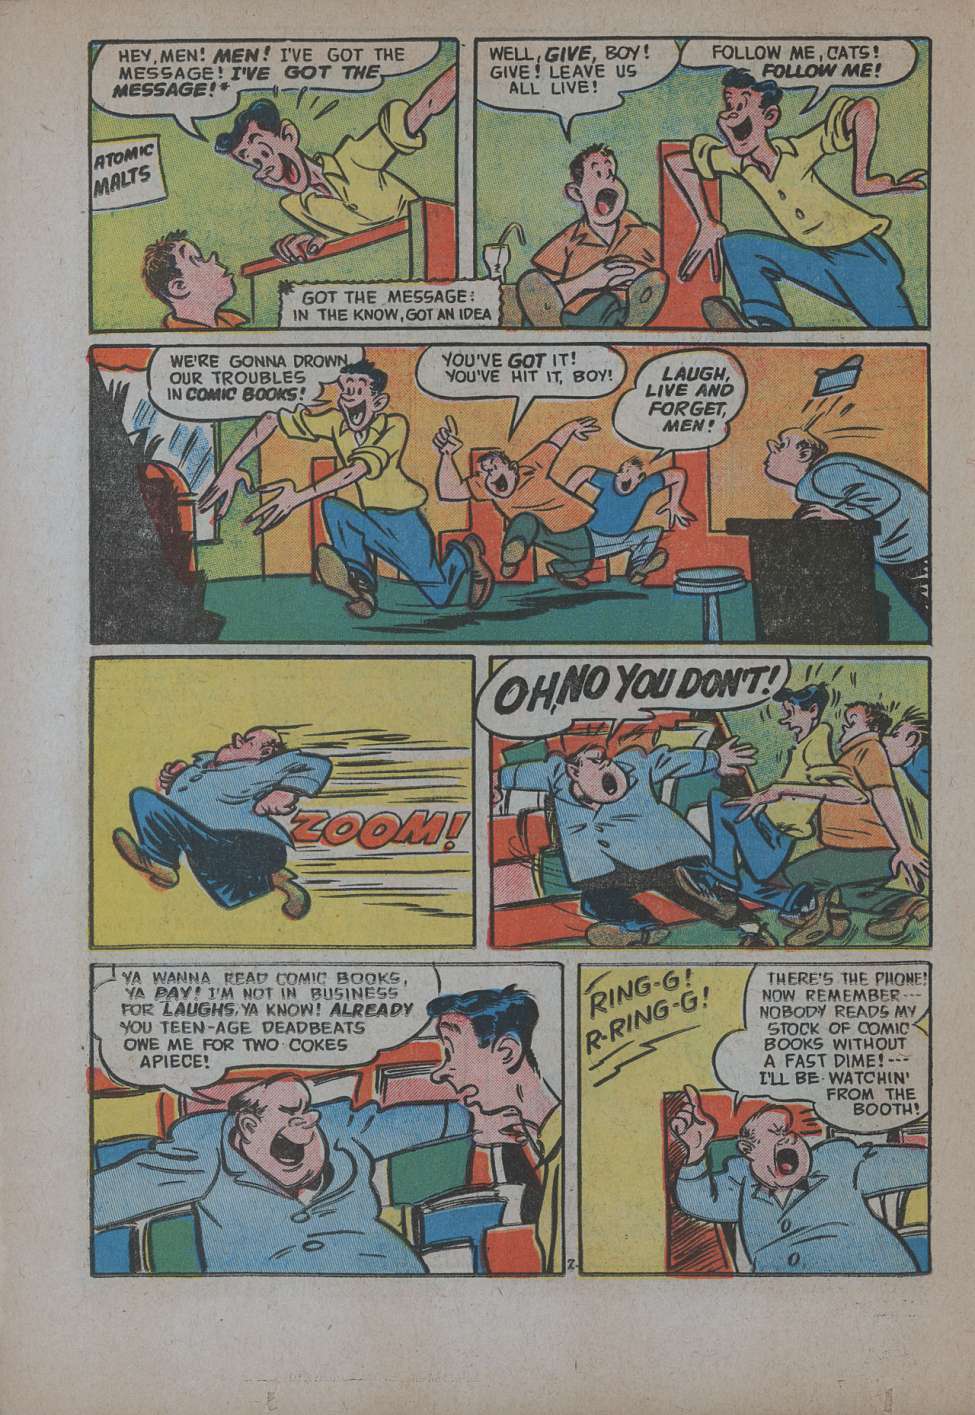 HEY, MEN! MEN! I'VE GOT THE
MESSAGE! I'VE GOT THE
MESSAGE!*
ATOMIC
MALTS
*GOT THE MESSAGE:
IN THE KNOW, GOT AN IDEA
WELL, GIVE, BOY!
GIVE! LEAVE US
ALL LIVE!
FOLLOW ME, CATS!
FOLLOW ME!
WE'RE GONNA DROWN
OUR TROUBLES
IN COMIC BOOKS!
YOU'VE GOT IT!
YOU'VE HIT IT, BOY!
LAUGH,
LIVE AND
FORGET,
MEN!
ZOOM!
OH, NO YOU DON'T!
YA WANNA READ COMIC BOOKS,
YA PAY! I'M NOT IN BUSINESS
FOR LAUGHS, YA KNOW! ALREADY
YOU TEEN-AGE DEADBEATS
OWE ME FOR TWO COKES
APIECE!
RING-G!
R-RING-G!
THERE'S THE PHONE!
NOW REMEMBER---
NOBODY READS MY
STOCK OF COMIC
BOOKS WITHOUT
A FAST DIME!---
I'LL BE WATCHIN'
FROM THE
BOOTH!
2